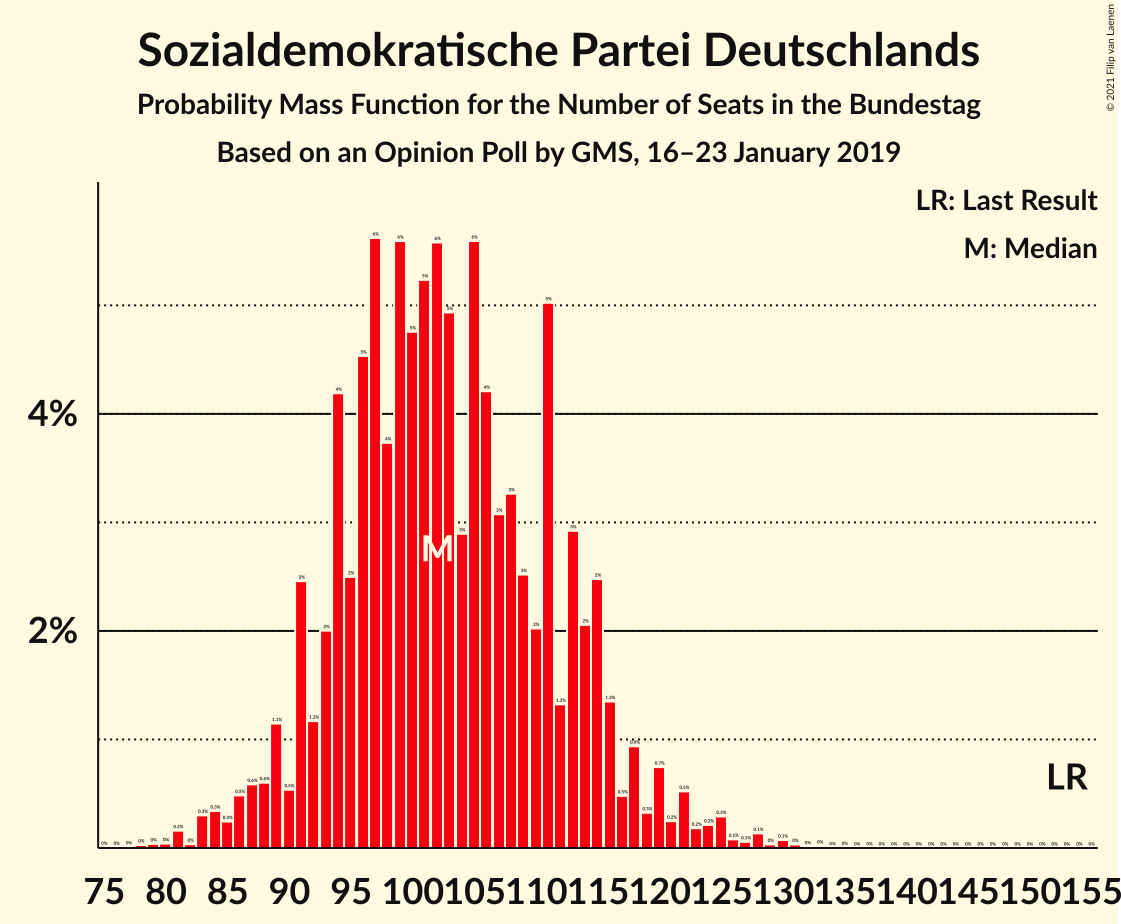 Sozialdemokratische Partei Deutschlands
Probability Mass Function for the Number of Seats in the Bundestag
Based on an Opinion Poll by GMS, 16–23 January 2019
© 2021 Filip van Laenen
LR: Last Result
M: Median
4%
2%
M
LR
75 80 85 90 95 100 105 110 115 120 125 130 135 140 145 150 155